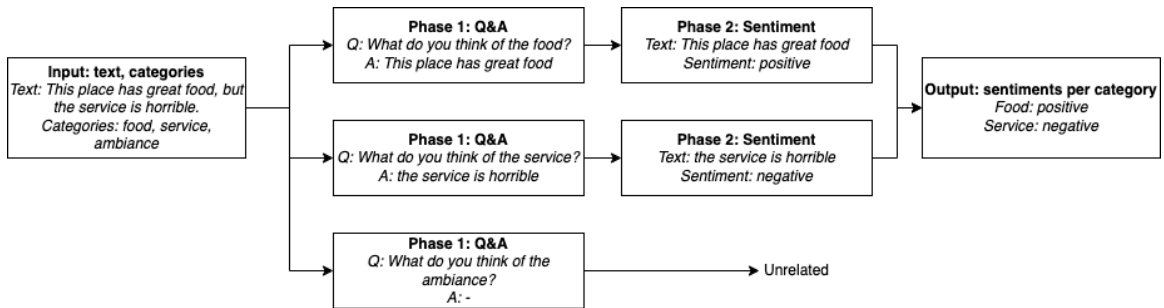 Input: text, categories
Text: This place has great food, but
the service is horrible.
Categories: food, service,
ambiance
Phase 1: Q&A
Q: What do you think of the food?
A: This place has great food
Phase 2: Sentiment
Text: This place has great food
Sentiment: positive
Phase 1: Q&A
Q: What do you think of the service?
A: the service is horrible
Phase 2: Sentiment
Text: the service is horrible
Sentiment: negative
Phase 1: Q&A
Q: What do you think of the
ambiance?
A: -
Unrelated
Output: sentiments per category
Food: positive
Service: negative